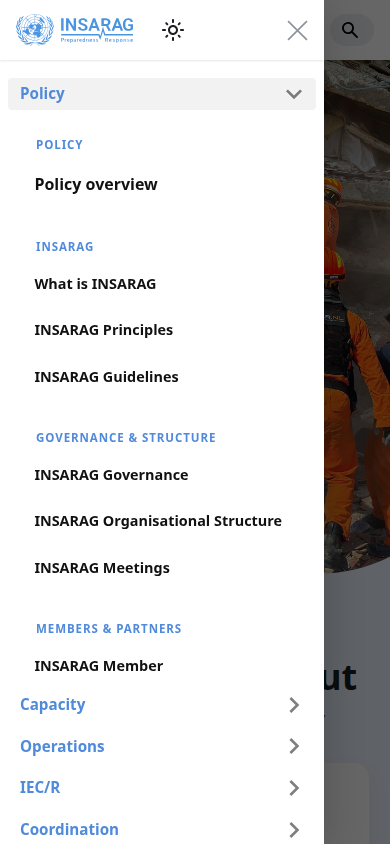 INSARAG
Preparedness - Response
Policy
POLICY
Policy overview
INSARAG
What is INSARAG
INSARAG Principles
INSARAG Guidelines
GOVERNANCE & STRUCTURE
INSARAG Governance
INSARAG Organisational Structure
INSARAG Meetings
MEMBERS & PARTNERS
INSARAG Member
ut
Capacity
Operations
IEC/R
Coordination